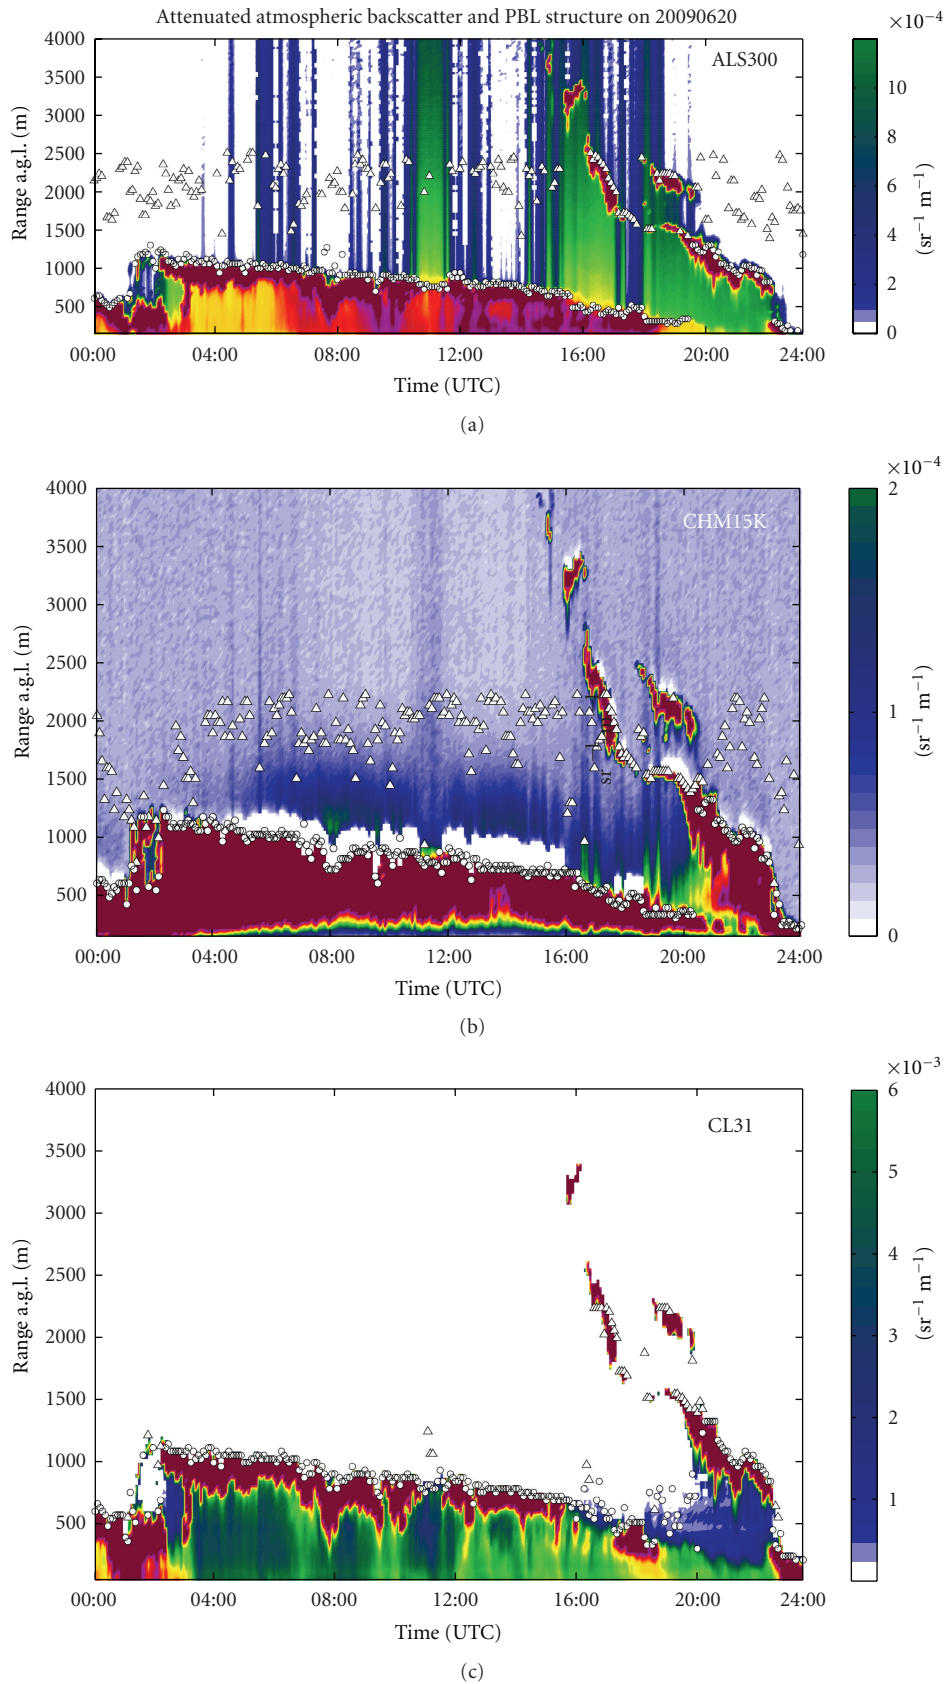 Attenuated atmospheric backscatter and PBL structure on 20090620
×10−4
4000
ALS300
3500
10
3000
2500
8
2000
6
1500
4
1000
2
500
0
Range a.g.l. (m)
(sr−1 m−1)
00:00 04:00 08:00 12:00 16:00 20:00 24:00
Time (UTC)
(a)
×10−4
4000
2
CHM15K
3500
3000
2500
2000
1
1500
1000
500
0
Range a.g.l. (m)
sr
(sr−1 m−1)
00:00 04:00 08:00 12:00 16:00 20:00 24:00
Time (UTC)
(b)
×10−3
4000
6
CL31
3500
5
3000
4
2500
2000
3
1500
2
1000
1
500
Range a.g.l. (m)
(sr−1 m−1)
00:00 04:00 08:00 12:00 16:00 20:00 24:00
Time (UTC)
(c)